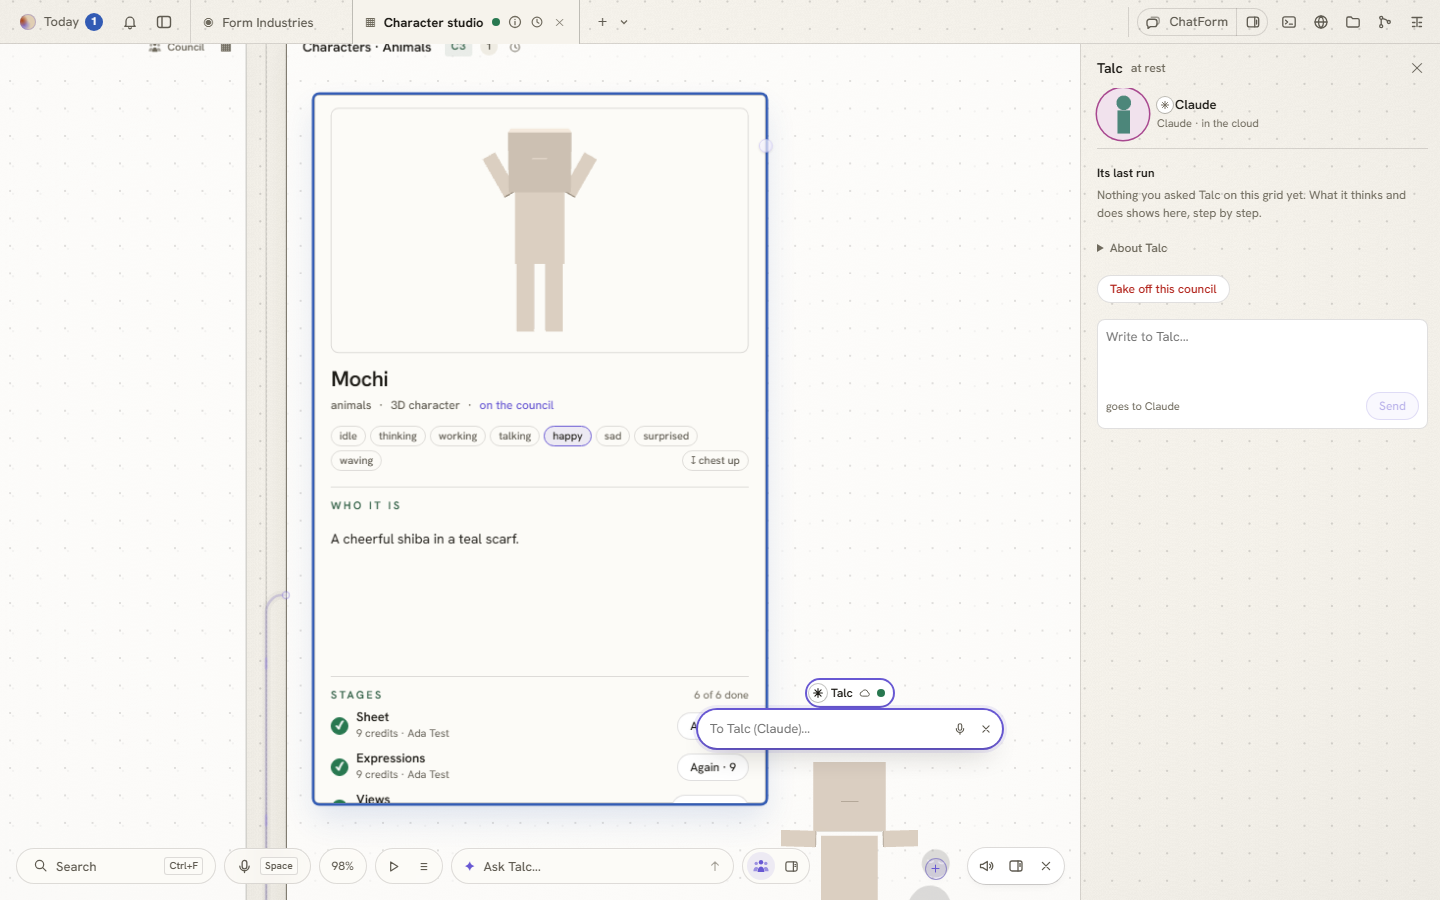 Today 1
Form Industries
Character studio
ChatForm
Council
Characters · Animals C3 1
Mochi
animals · 3D character · on the council
idle thinking working talking happy sad surprised
waving chest up
WHO IT IS
A cheerful shiba in a teal scarf.
STAGES 6 of 6 done
Sheet
9 credits · Ada Test
Expressions
9 credits · Ada Test
Again · 9
Views
Talc
To Talc (Claude)...
Search Ctrl+F
Space
98%
Ask Talc...
Talc at rest
Claude
Claude · in the cloud
Its last run
Nothing you asked Talc on this grid yet. What it thinks and
does shows here, step by step.
About Talc
Take off this council
Write to Talc...
goes to Claude Send